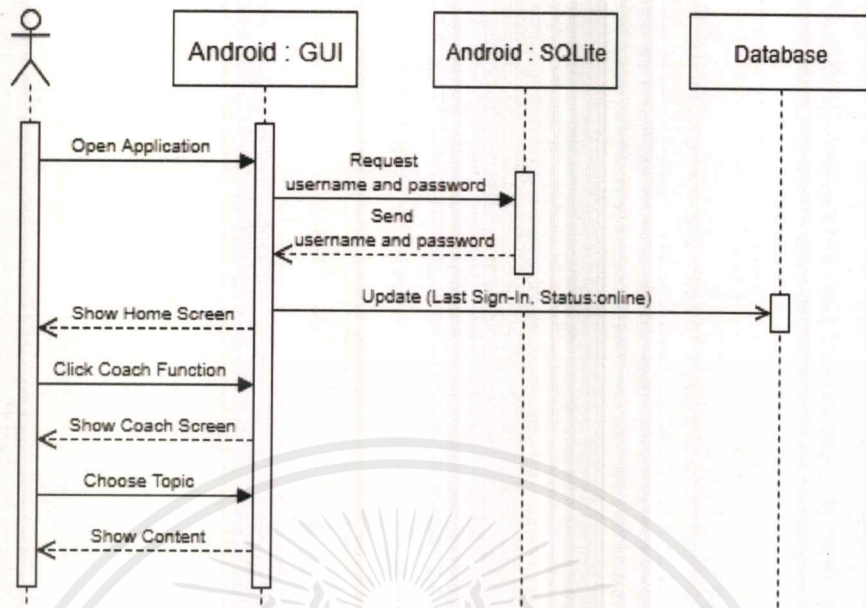 Android : GUI
Android : SQLite
Database
Open Application
Request
username and password
Send
username and password
Update (Last Sign-In, Status:online)
Show Home Screen
Click Coach Function
Show Coach Screen
Choose Topic
Show Content